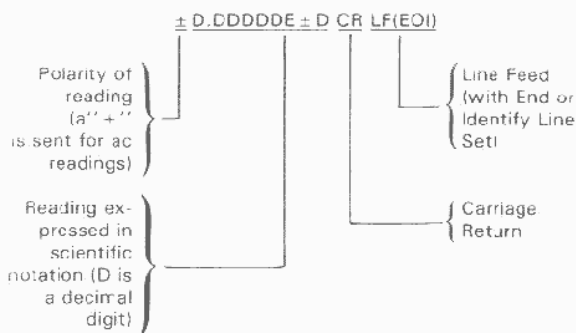 ± D.DDDDDE ± D CR LF(EOI)
Polarity of
reading
(a'' + ''
is sent for ac
readings)
Line Feed
(with End or
Identify Line
Set)
Reading ex-
pressed in
scientific
notation (D is
a decimal
digit)
Carriage
Return